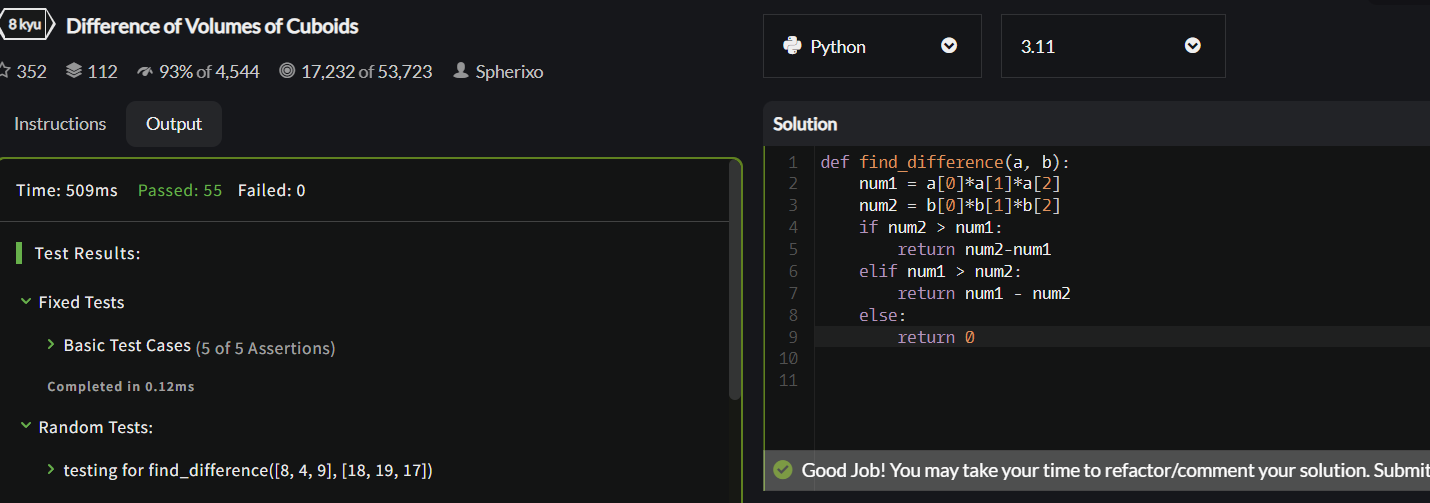 8 kyu Difference of Volumes of Cuboids
352 112 93% of 4,544 17,232 of 53,723 Spherixo
Instructions Output
Time: 509ms Passed: 55 Failed: 0
Test Results:
Fixed Tests
Basic Test Cases (5 of 5 Assertions)
Completed in 0.12ms
Random Tests:
testing for find_difference([8, 4, 9], [18, 19, 17])
Python 3.11
Solution
1 def find_difference(a, b):
2     num1 = a[0]*a[1]*a[2]
3     num2 = b[0]*b[1]*b[2]
4     if num2 > num1:
5         return num2-num1
6     elif num1 > num2:
7         return num1 - num2
8     else:
9         return 0
10
11
Good Job! You may take your time to refactor/comment your solution. Submit